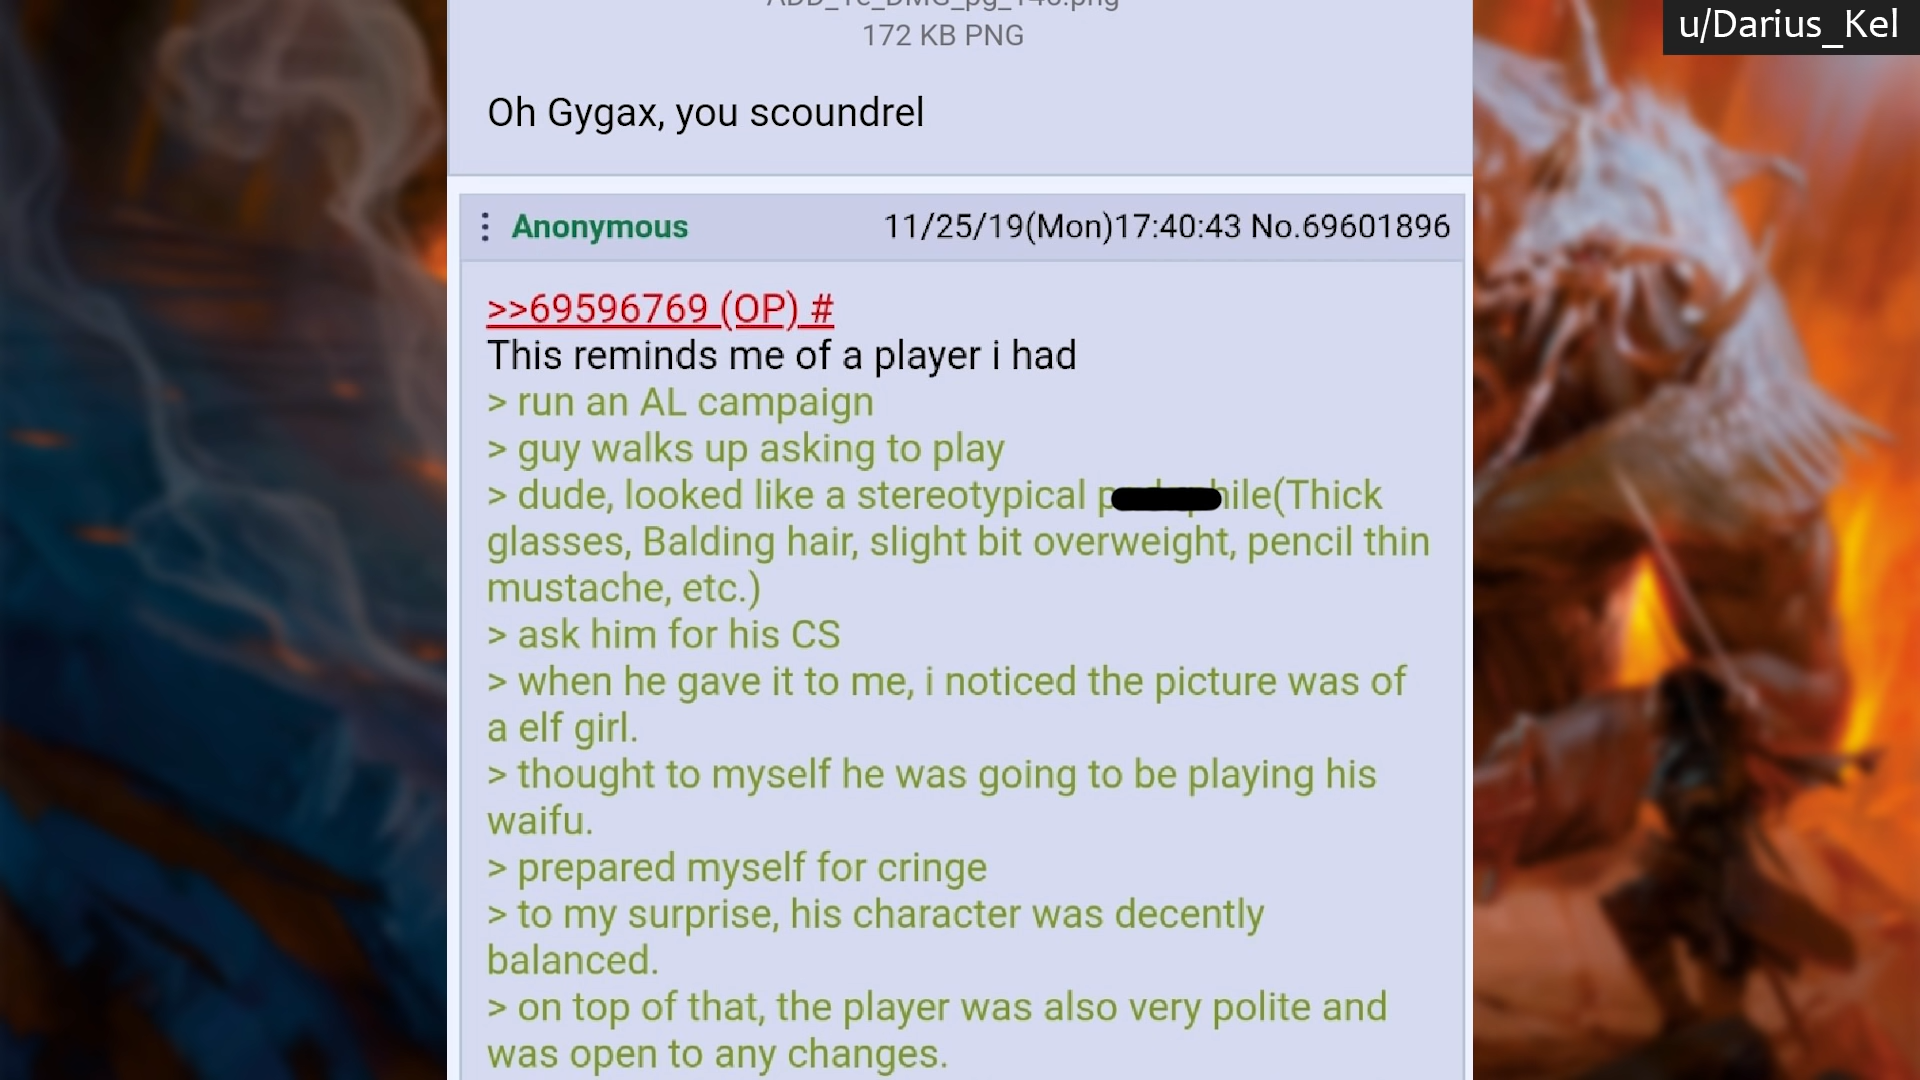 u/Darius_Kel
172 KB PNG
Oh Gygax, you scoundrel
Anonymous 11/25/19(Mon)17:40:43 No.69601896
>>69596769 (OP) #
This reminds me of a player i had
> run an AL campaign
> guy walks up asking to play
> dude, looked like a stereotypical p hile(Thick
glasses, Balding hair, slight bit overweight, pencil thin
mustache, etc.)
> ask him for his CS
> when he gave it to me, i noticed the picture was of
a elf girl.
> thought to myself he was going to be playing his
waifu.
> prepared myself for cringe
> to my surprise, his character was decently
balanced.
> on top of that, the player was also very polite and
was open to any changes.